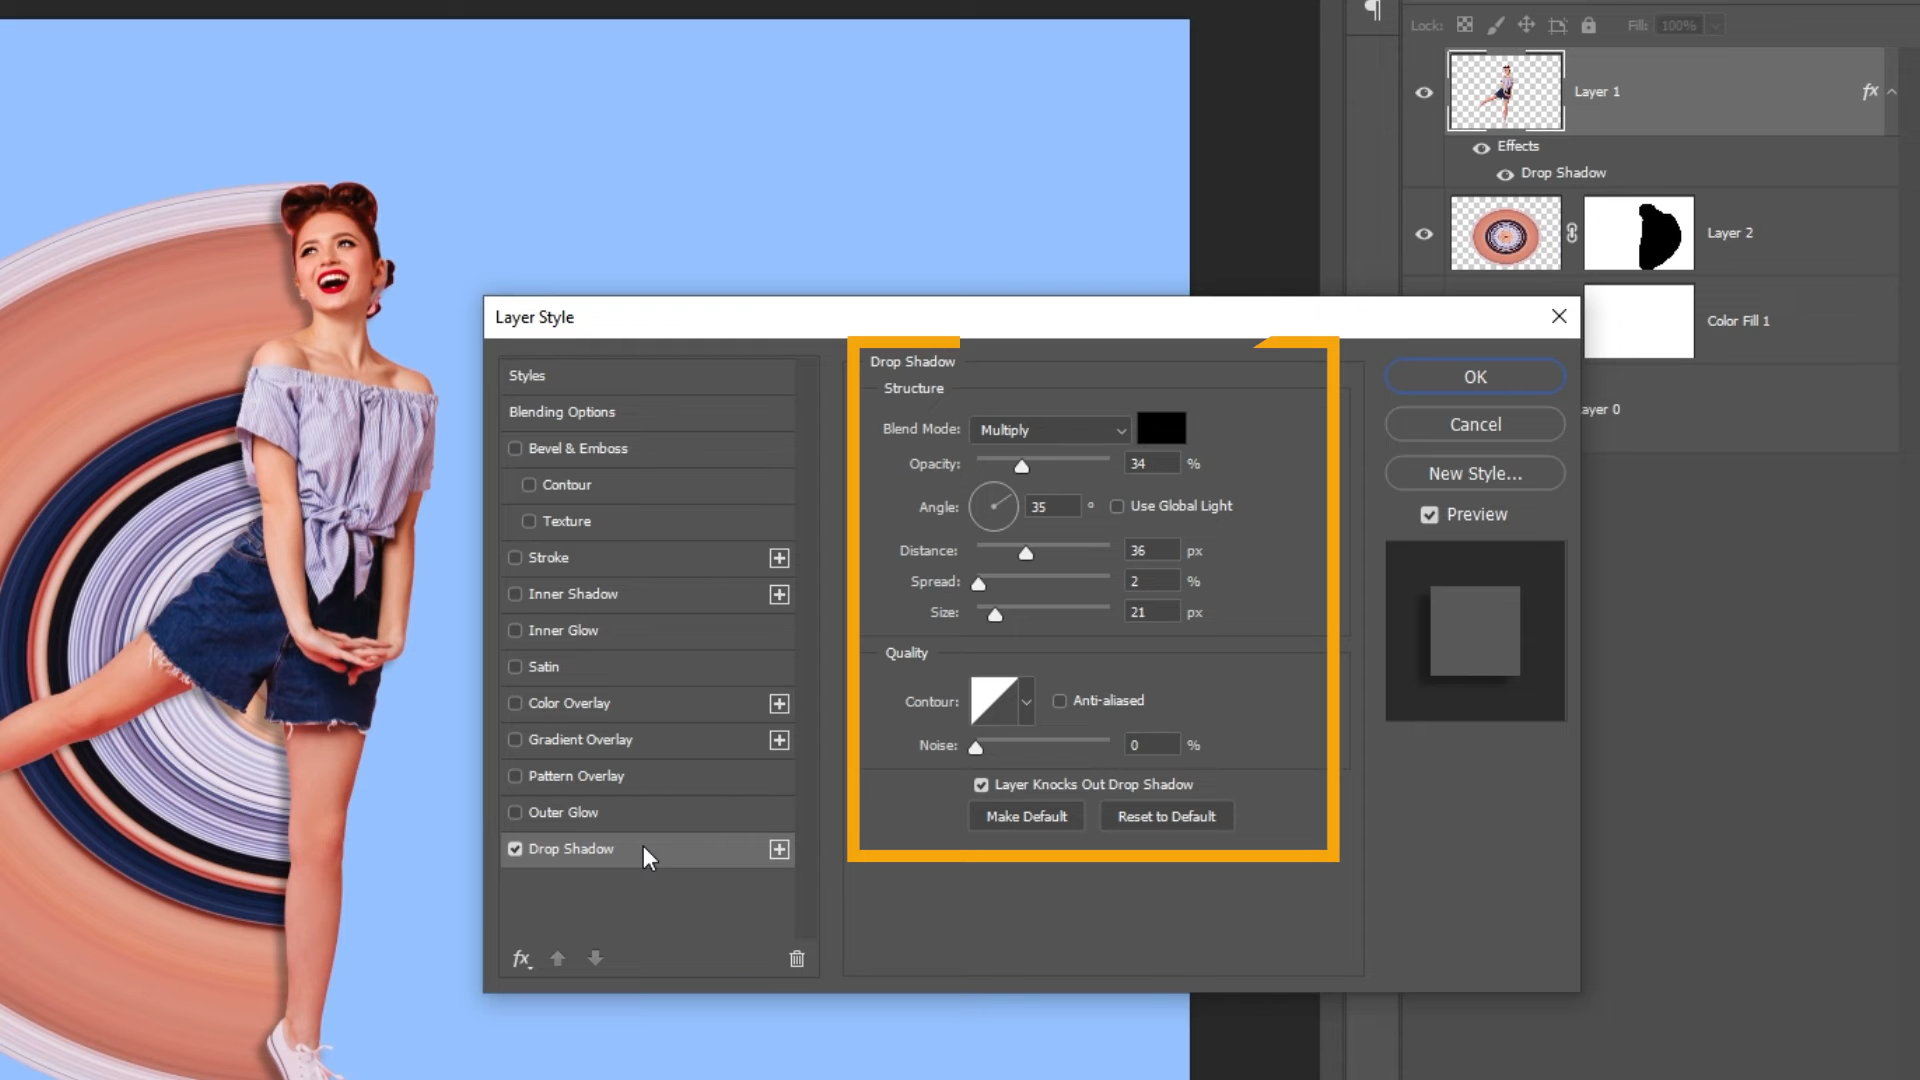 Lock:
Fill: 100%
Layer 1
fx
Effects
Drop Shadow
Layer 2
Color Fill 1
ayer 0
Layer Style
Styles
Blending Options
Bevel & Emboss
Contour
Texture
Stroke
Inner Shadow
Inner Glow
Satin
Color Overlay
Gradient Overlay
Pattern Overlay
Outer Glow
Drop Shadow
fx
Drop Shadow
Structure
Blend Mode: Multiply
Opacity: 34 %
Angle: 35 ° Use Global Light
Distance: 36 px
Spread: 2 %
Size: 21 px
Quality
Contour: Anti-aliased
Noise: 0 %
Layer Knocks Out Drop Shadow
Make Default Reset to Default
OK
Cancel
New Style...
Preview